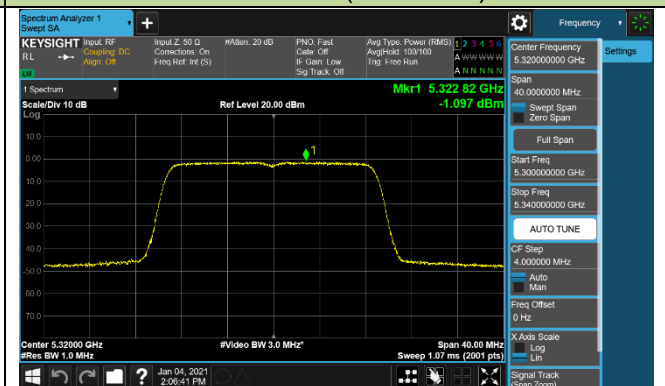 Spectrum Analyzer 1
Swept SA
Frequency
KEYSIGHT
RL
Input: RF
Coupling: DC
Align: Off
Input Z: 50 Ω
Corrections: On
Freq Ref: Int (S)
#Atten: 20 dB
PNO: Fast
Gate: Off
IF Gain: Low
Sig Track: Off
Avg Type: Power (RMS)
Avg|Hold: 100/100
Trig: Free Run
1 2 3 4 5 6
A W W W W W
A N N N N N
Settings
Center Frequency
5.320000000 GHz
Span
40.0000000 MHz
Swept Span
Zero Span
Full Span
Start Freq
5.300000000 GHz
Stop Freq
5.340000000 GHz
AUTO TUNE
CF Step
4.000000 MHz
Auto
Man
Freq Offset
0 Hz
X Axis Scale
Log
Lin
Signal Track
(Span Zoom)
1 Spectrum
Scale/Div 10 dB
Log
Ref Level 20.00 dBm
Mkr1 5.322 82 GHz
-1.097 dBm
1
10.0
0.00
-10.0
-20.0
-30.0
-40.0
-50.0
-60.0
-70.0
Center 5.32000 GHz
#Res BW 1.0 MHz
#Video BW 3.0 MHz*
Span 40.00 MHz
Sweep 1.07 ms (2001 pts)
Jan 04, 2021
2:06:41 PM